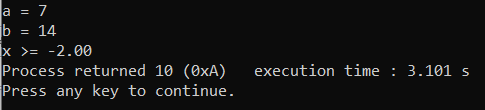 a = 7
b = 14
x >= -2.00
Process returned 10 (0xA)   execution time : 3.101 s
Press any key to continue.